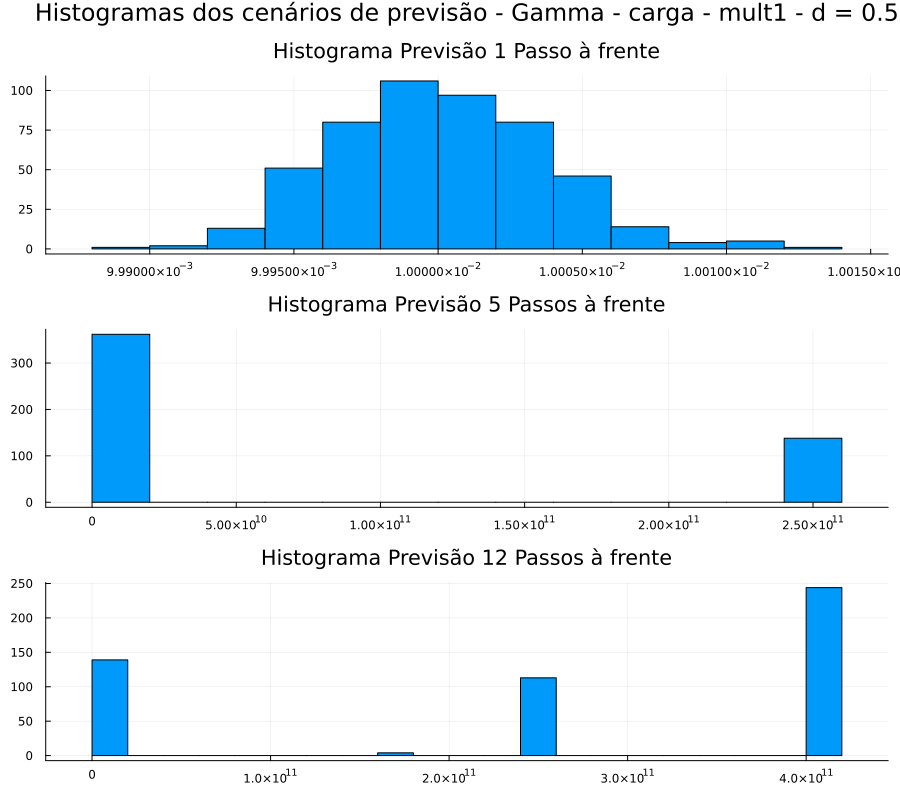 Histogramas dos cenários de previsão - Gamma - carga - mult1 - d = 0.5
Histograma Previsão 1 Passo à frente
100
75
50
25
0
9.99000×10⁻³ 9.99500×10⁻³ 1.00000×10⁻² 1.00050×10⁻² 1.00100×10⁻² 1.00150×10
Histograma Previsão 5 Passos à frente
300
200
100
0
0 5.00×10¹⁰ 1.00×10¹¹ 1.50×10¹¹ 2.00×10¹¹ 2.50×10¹¹
Histograma Previsão 12 Passos à frente
250
200
150
100
50
0
0 1.0×10¹¹ 2.0×10¹¹ 3.0×10¹¹ 4.0×10¹¹